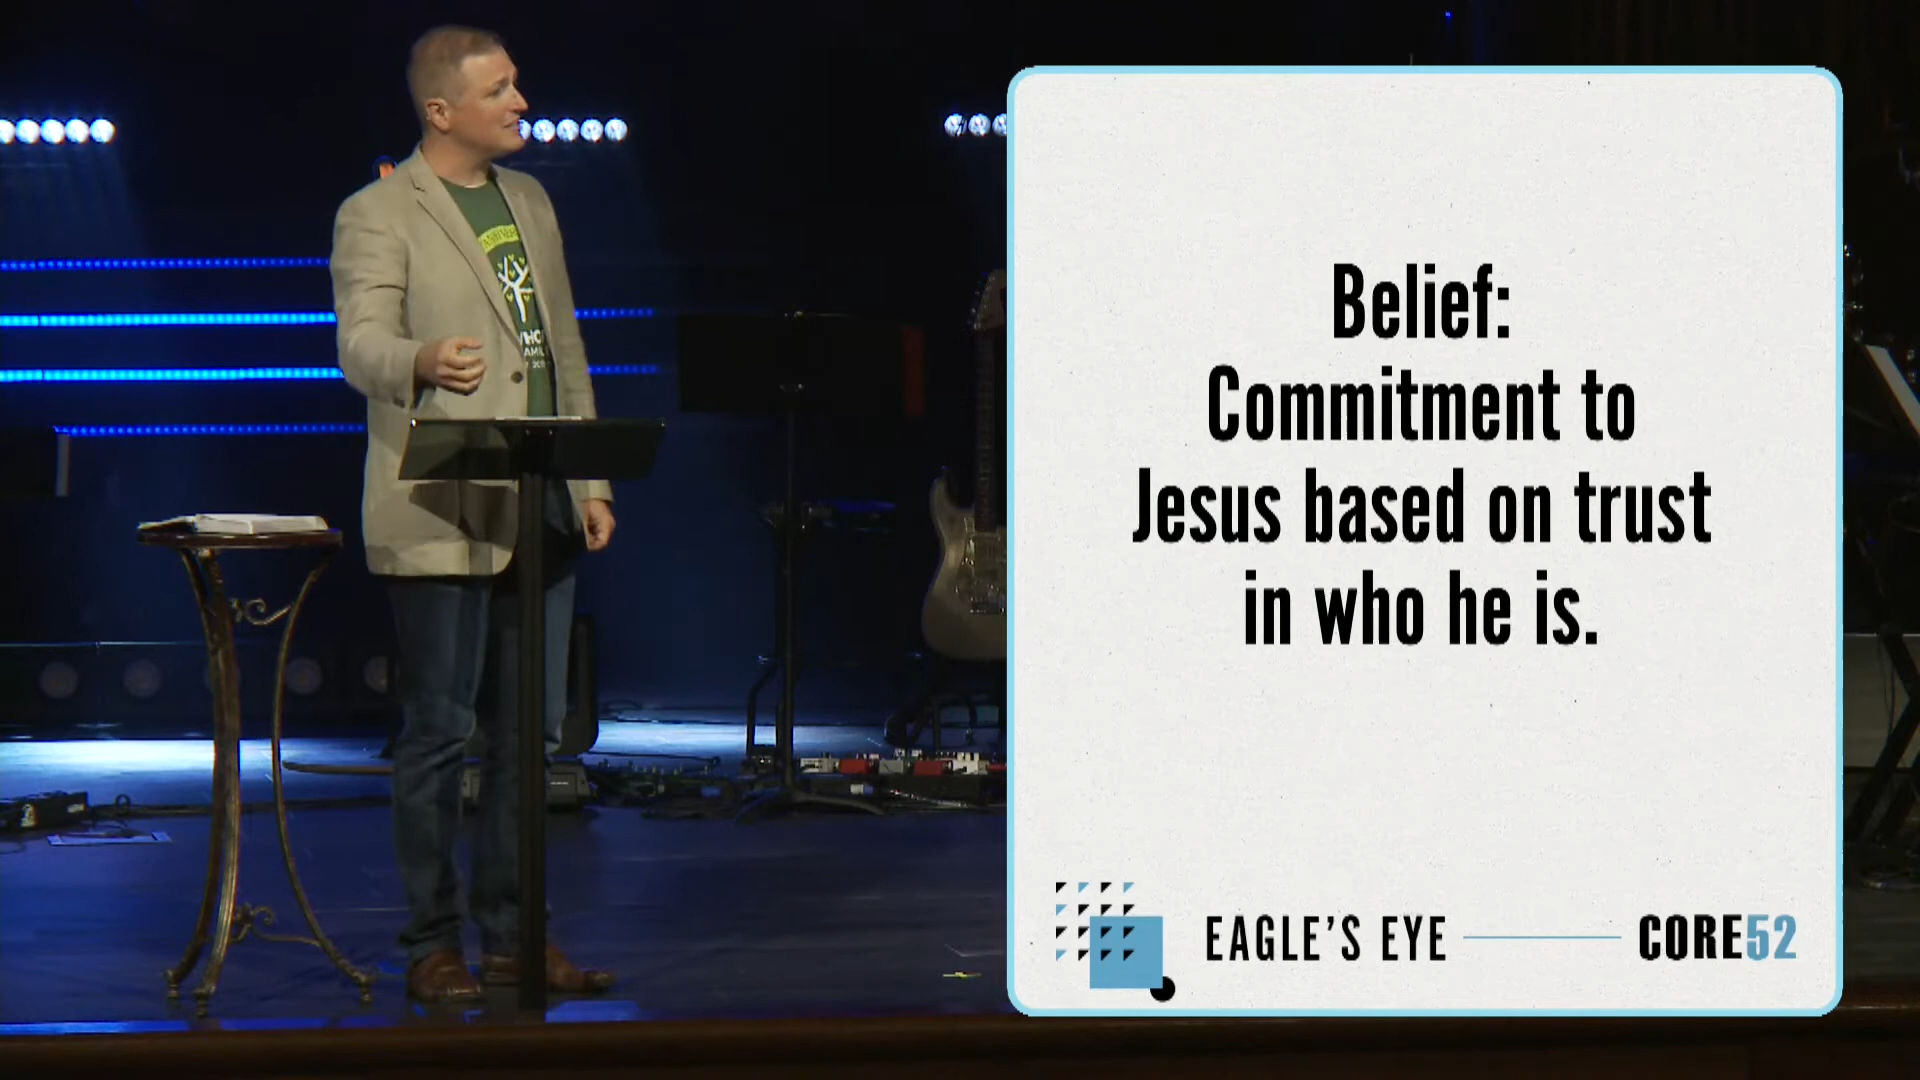 Belief:
Commitment to
Jesus based on trust
in who he is.
EAGLE'S EYE
CORE52